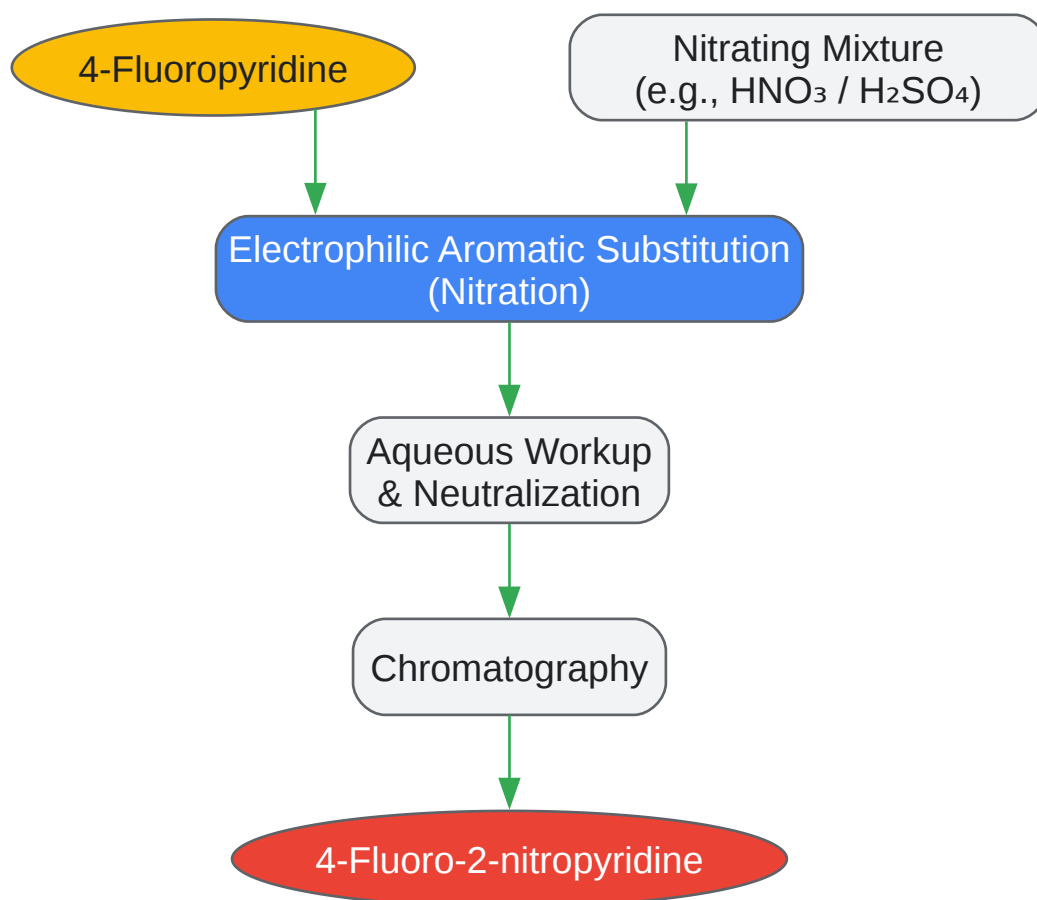 4-Fluoropyridine
Nitrating Mixture
(e.g., HNO₃ / H₂SO₄)
Electrophilic Aromatic Substitution
(Nitration)
Aqueous Workup
& Neutralization
Chromatography
4-Fluoro-2-nitropyridine